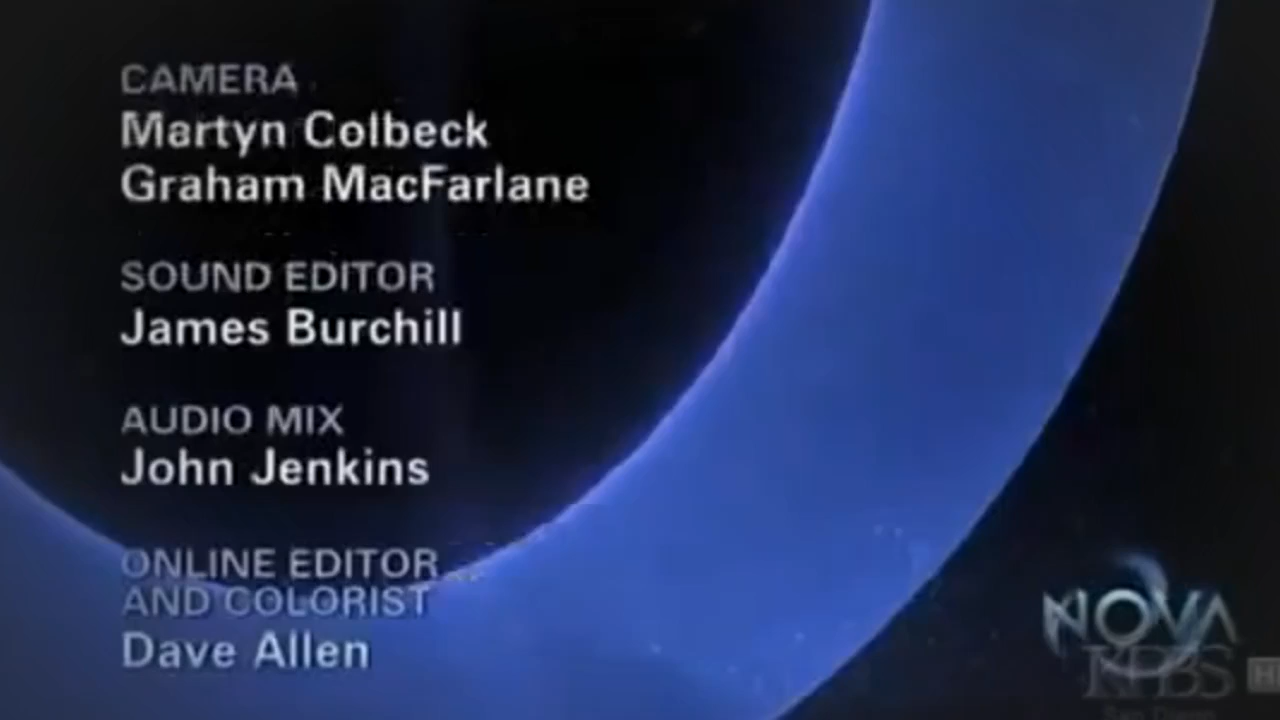 CAMERA
Martyn Colbeck
Graham MacFarlane
SOUND EDITOR
James Burchill
AUDIO MIX
John Jenkins
ONLINE EDITOR
AND COLORIST
Dave Allen
NOVA
KPBS